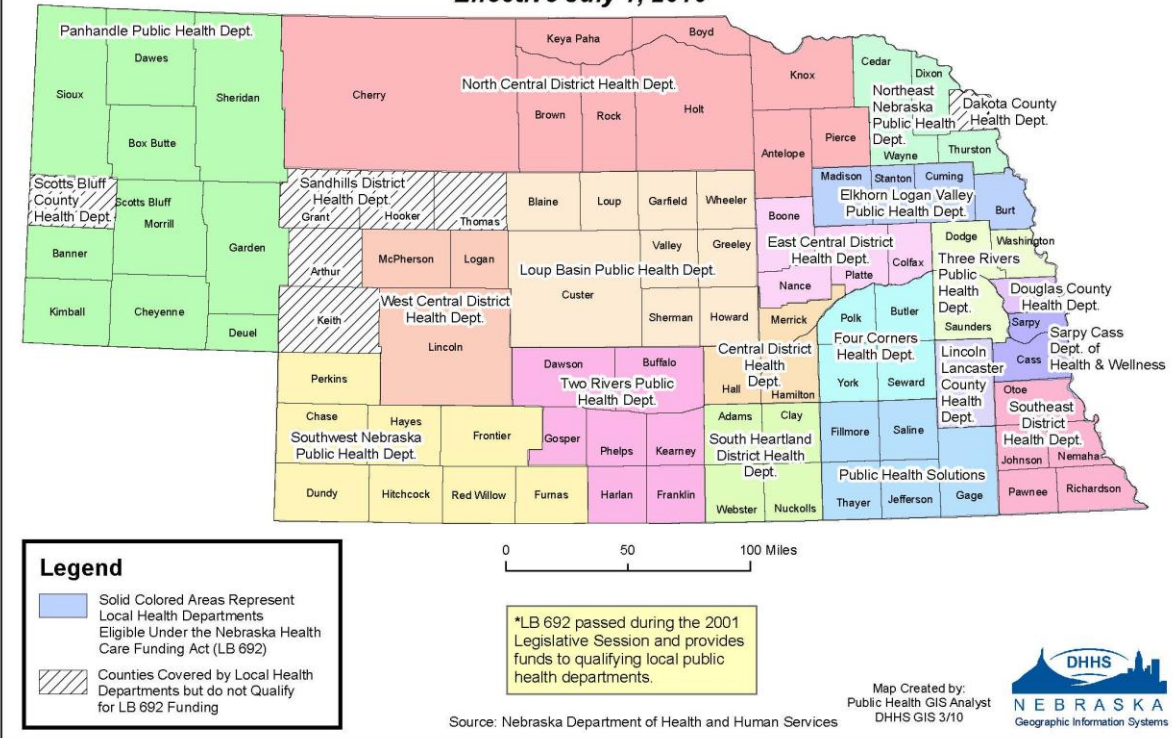 Effective July 1, 2010
Panhandle Public Health Dept.
Dawes
Sioux
Sheridan
Box Butte
Scotts Bluff
County
Health Dept.
Scotts Bluff
Morrill
Banner
Garden
Kimball
Cheyenne
Deuel
Keya Paha
Boyd
North Central District Health Dept.
Cherry
Brown
Rock
Holt
Knox
Antelope
Pierce
Cedar
Dixon
Northeast
Nebraska
Public Health
Dept.
Wayne
Thurston
Dakota County
Health Dept.
Sandhills District
Health Dept.
Grant
Hooker
Thomas
Arthur
Keith
McPherson
Logan
West Central District
Health Dept.
Lincoln
Blaine
Loup
Garfield
Wheeler
Valley
Greeley
Loup Basin Public Health Dept.
Custer
Sherman
Howard
Madison
Stanton
Cuming
Elkhorn Logan Valley
Public Health Dept.
Burt
Boone
East Central District
Health Dept.
Colfax
Platte
Nance
Dodge
Washington
Three Rivers
Public
Health
Dept.
Saunders
Douglas County
Health Dept.
Sarpy
Sarpy Cass
Dept. of
Health & Wellness
Cass
Merrick
Central District
Health
Dept.
Hall
Hamilton
Polk
Butler
Four Corners
Health Dept.
York
Seward
Lincoln
Lancaster
County
Health
Dept.
Otoe
Southeast
District
Health Dept.
Johnson
Nemaha
Pawnee
Richardson
Perkins
Chase
Hayes
Frontier
Southwest Nebraska
Public Health Dept.
Dundy
Hitchcock
Red Willow
Furnas
Dawson
Buffalo
Two Rivers Public
Health Dept.
Gosper
Phelps
Kearney
Harlan
Franklin
Adams
Clay
South Heartland
District Health
Dept.
Webster
Nuckolls
Fillmore
Saline
Public Health Solutions
Thayer
Jefferson
Gage
0 50 100 Miles
Legend
Solid Colored Areas Represent
Local Health Departments
Eligible Under the Nebraska Health
Care Funding Act (LB 692)
Counties Covered by Local Health
Departments but do not Qualify
for LB 692 Funding
*LB 692 passed during the 2001
Legislative Session and provides
funds to qualifying local public
health departments.
Source: Nebraska Department of Health and Human Services
Map Created by:
Public Health GIS Analyst
DHHS GIS 3/10
DHHS
NEBRASKA
Geographic Information Systems